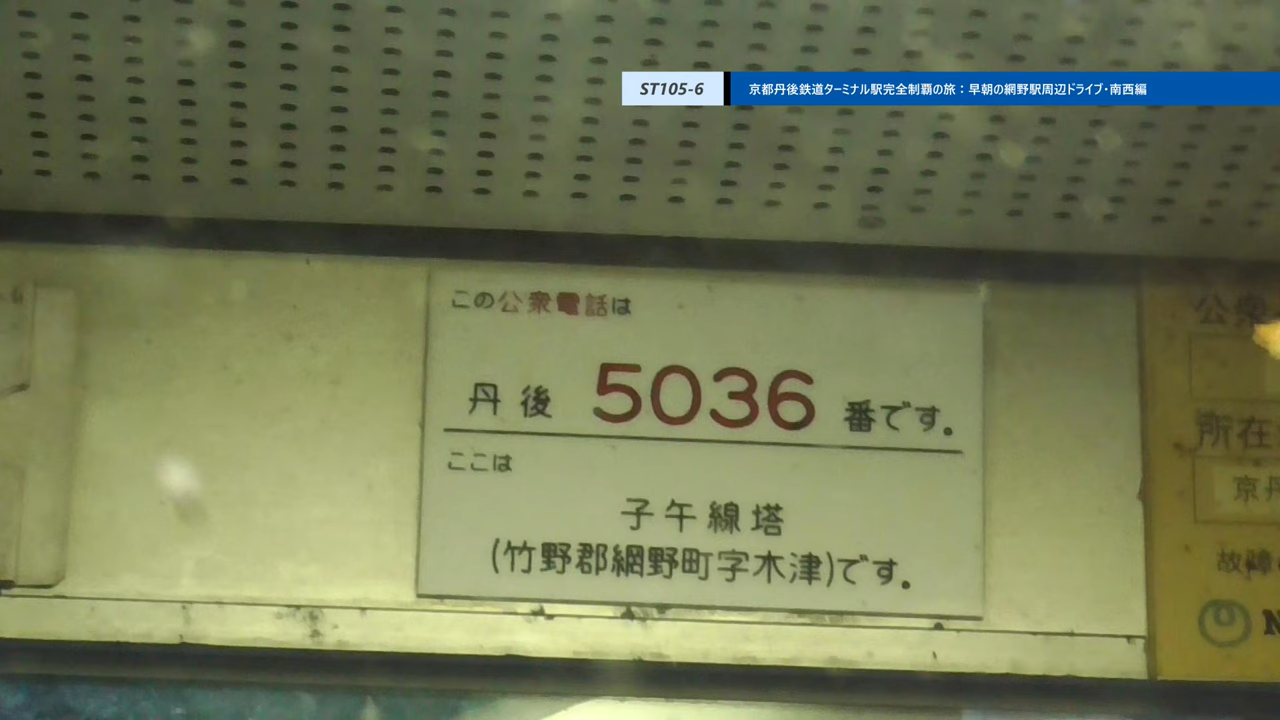 ST105-6
京都丹後鉄道ターミナル駅完全制覇の旅：早朝の網野駅周辺ドライブ・南西編
この公衆電話は
丹後 5036 番です。
ここは
子午線塔
(竹野郡網野町字木津)です。
公衆
所在
京丹
故障
N